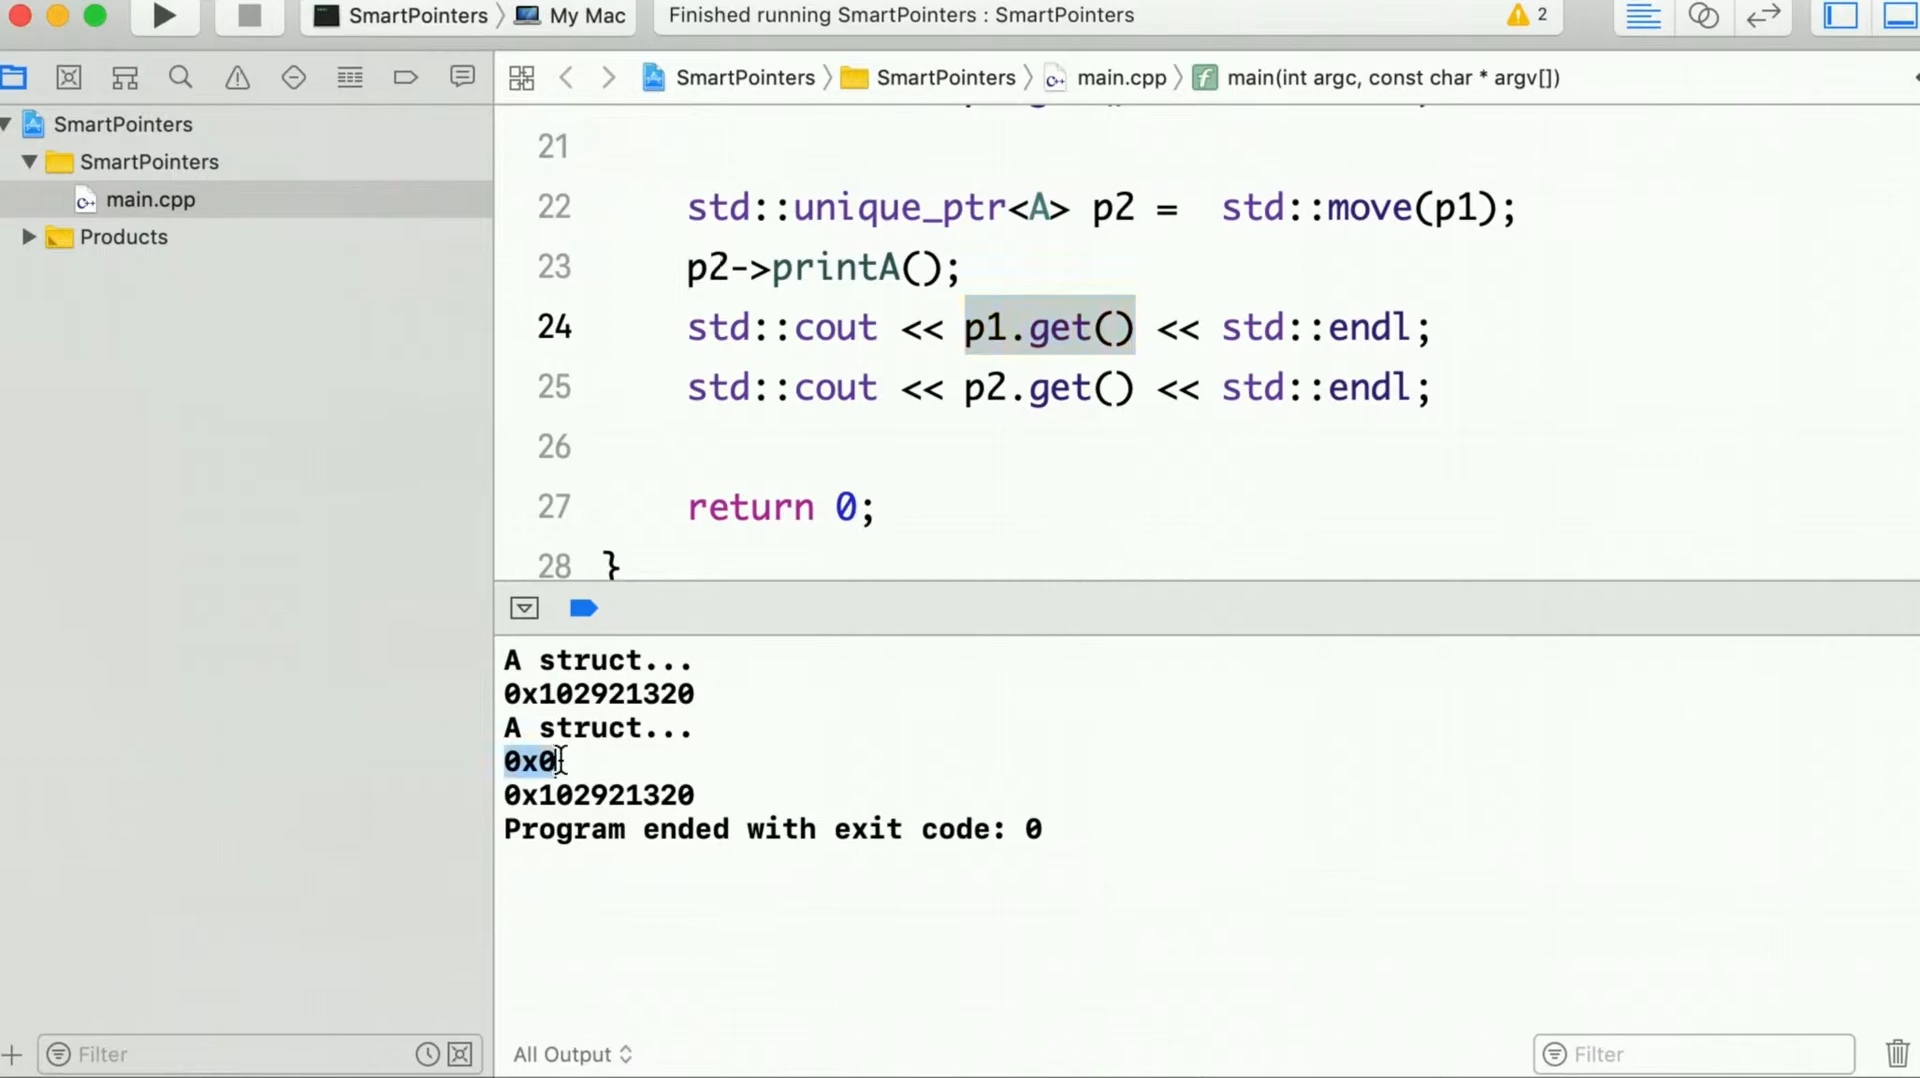 SmartPointers 〉 My Mac
Finished running SmartPointers : SmartPointers
2
SmartPointers 〉 SmartPointers 〉 main.cpp 〉 main(int argc, const char * argv[])
SmartPointers
SmartPointers
main.cpp
Products
21
22 std::unique_ptr<A> p2 =  std::move(p1);
23 p2->printA();
24 std::cout << p1.get() << std::endl;
25 std::cout << p2.get() << std::endl;
26
27 return 0;
28 }
A struct...
0x102921320
A struct...
0x0
0x102921320
Program ended with exit code: 0
Filter
All Output
Filter